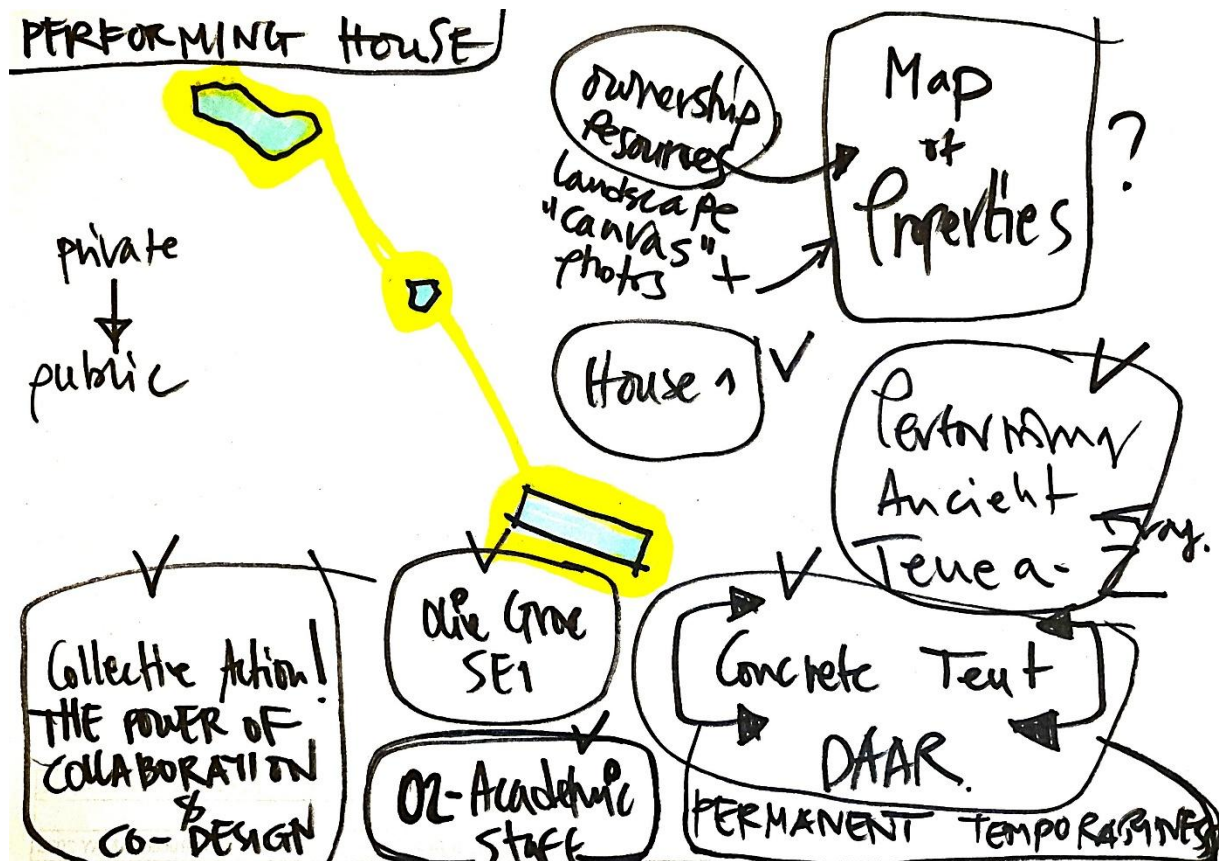 PERFORMING HOUSE
private
public
ownership
Resources
Landscape
"canvas"
photos +
Map
of
Properties
?
House 1
Performing
Ancient
Tenea-
Collective Action!
THE POWER OF
COLLABORATION
&
CO-DESIGN
Olive Grove
SE1
02-Academic
Staff
Concrete Tent
DAAR.
PERMANENT TEMPORARINESS